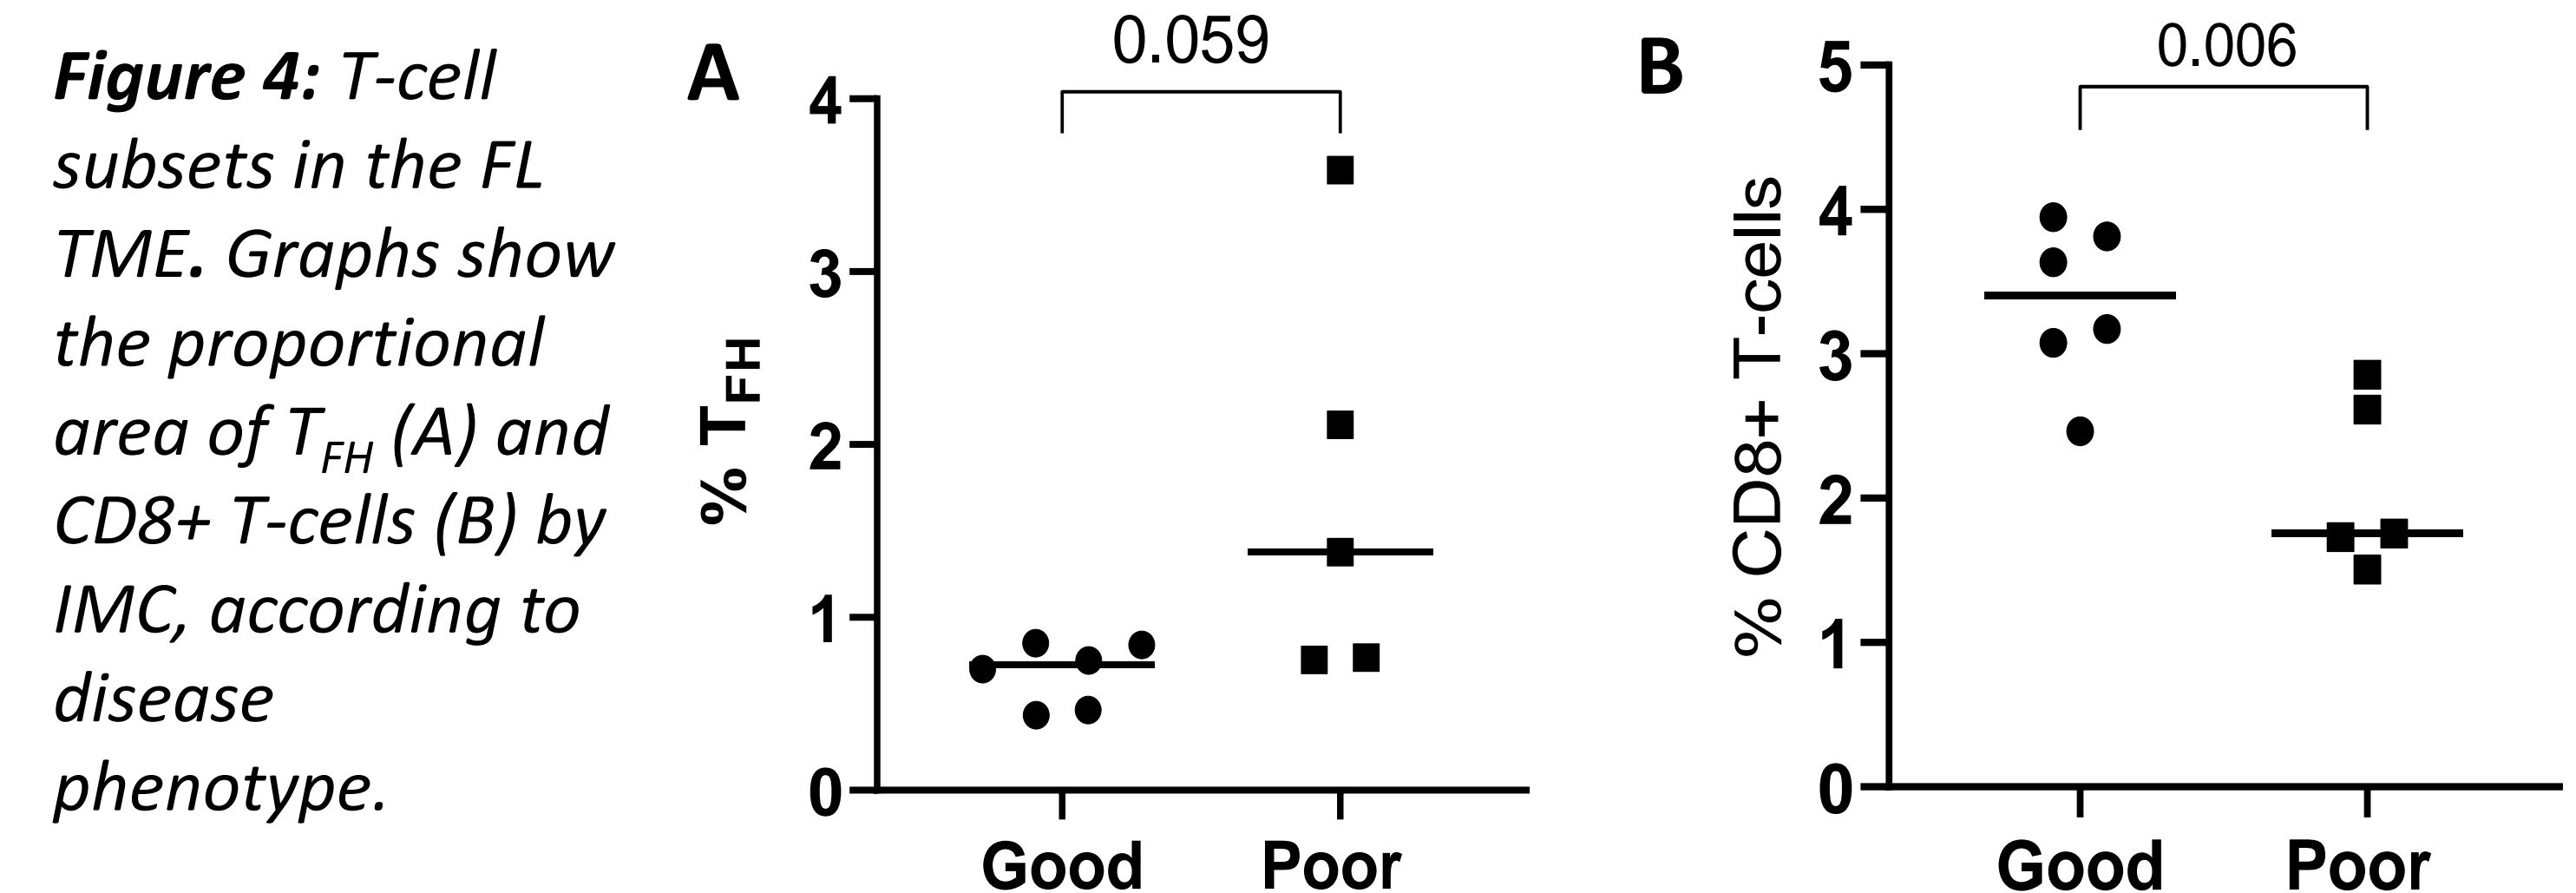 Figure 4: T-cell
subsets in the FL
TME. Graphs show
the proportional
area of TFH (A) and
CD8+ T-cells (B) by
IMC, according to
disease
phenotype.
A
0.059
% TFH
4
3
2
1
0
Good Poor
B
0.006
% CD8+ T-cells
5
4
3
2
1
0
Good Poor